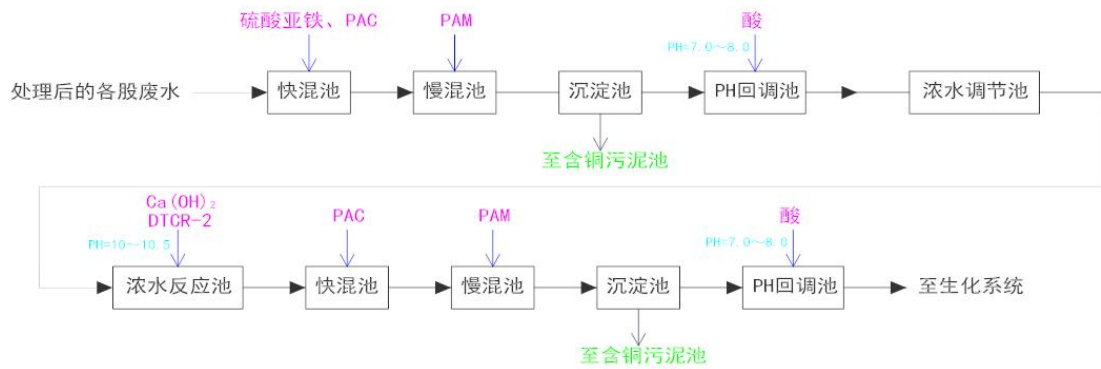 硫酸亚铁、PAC
PAM
酸
PH=7.0~8.0
处理后的各股废水
快混池
慢混池
沉淀池
PH回调池
浓水调节池
至含铜污泥池
Ca(OH)₂
DTCR-2
PAC
PAM
酸
PH=10~10.5
PH=7.0~8.0
浓水反应池
快混池
慢混池
沉淀池
PH回调池
至生化系统
至含铜污泥池